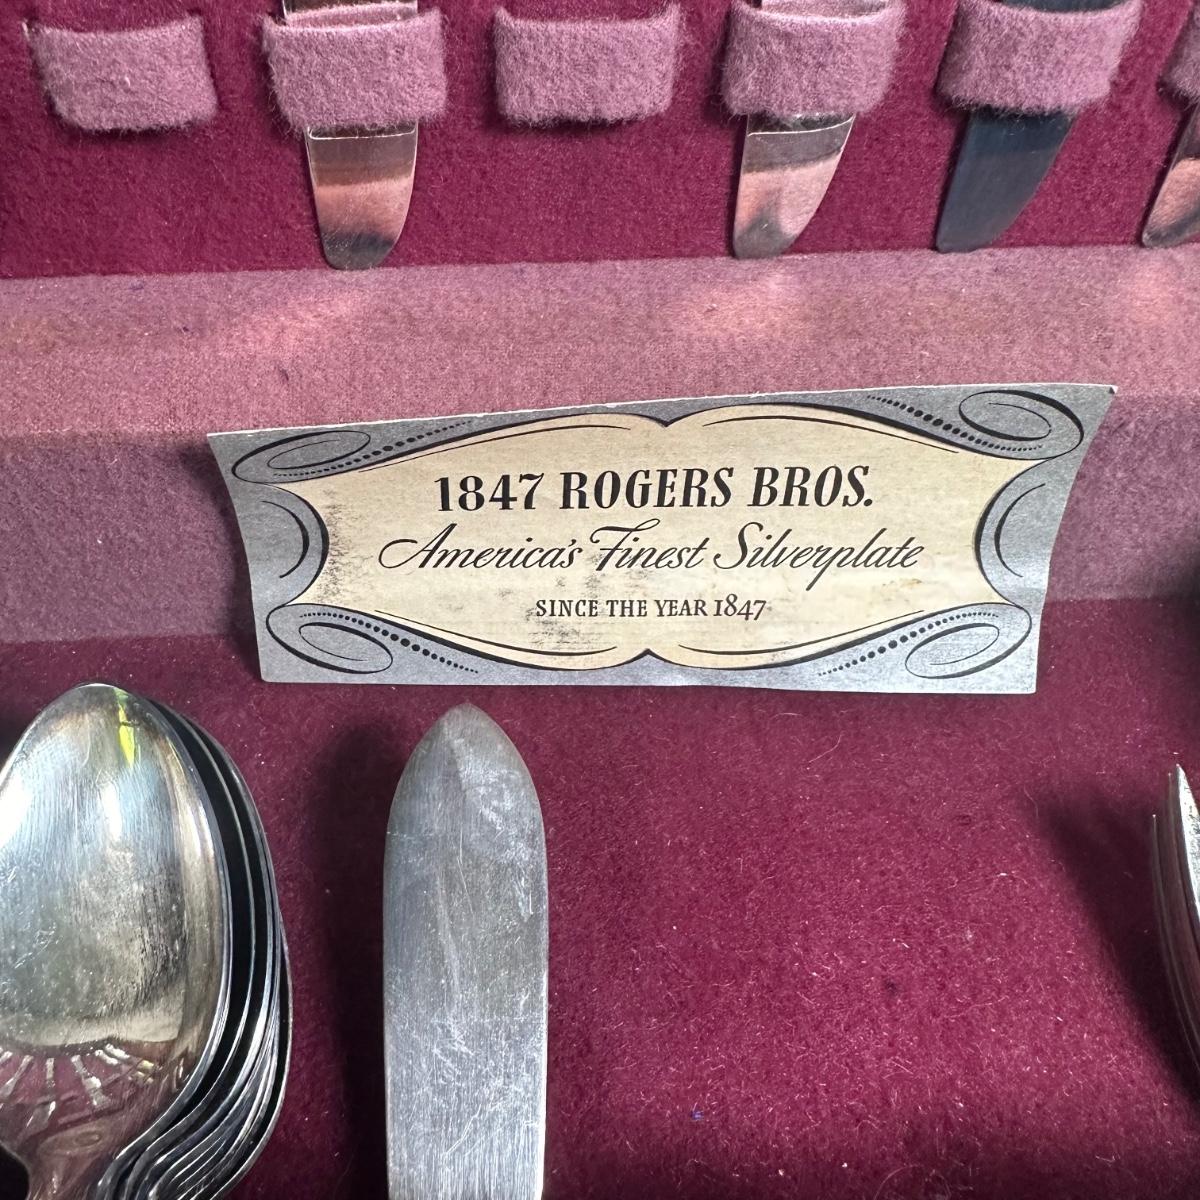 1847 ROGERS BROS.
America's Finest Silverplate
SINCE THE YEAR 1847